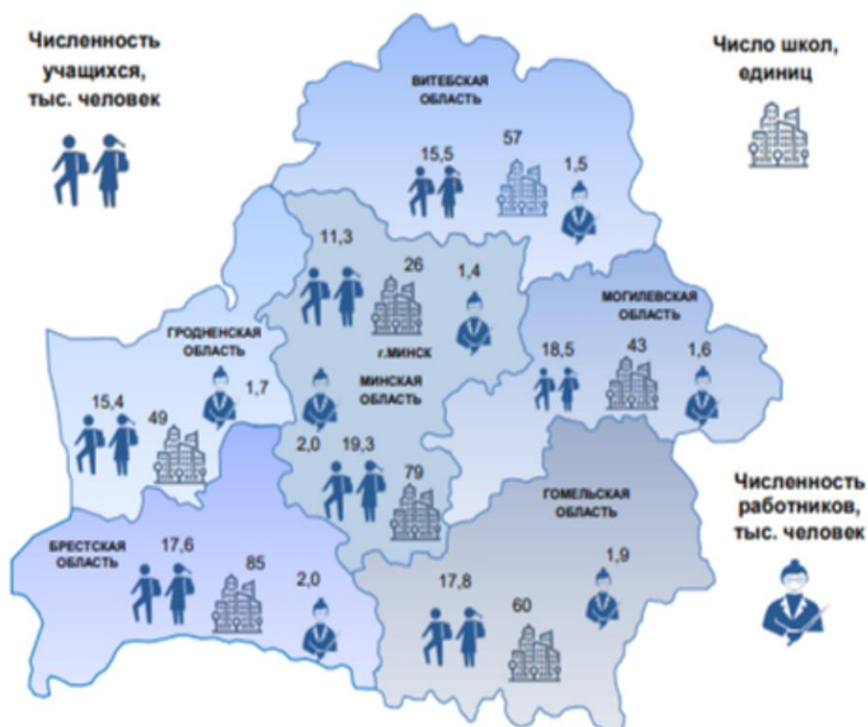 Численность
учащихся,
тыс. человек
Число школ,
единиц
ВИТЕБСКАЯ
ОБЛАСТЬ
15,5
57
1,5
11,3
26
1,4
г.МИНСК
МОГИЛЕВСКАЯ
ОБЛАСТЬ
18,5
43
1,6
ГРОДНЕНСКАЯ
ОБЛАСТЬ
15,4
49
1,7
МИНСКАЯ
ОБЛАСТЬ
2,0
19,3
79
БРЕСТСКАЯ
ОБЛАСТЬ
17,6
85
2,0
ГОМЕЛЬСКАЯ
ОБЛАСТЬ
17,8
60
1,9
Численность
работников,
тыс. человек